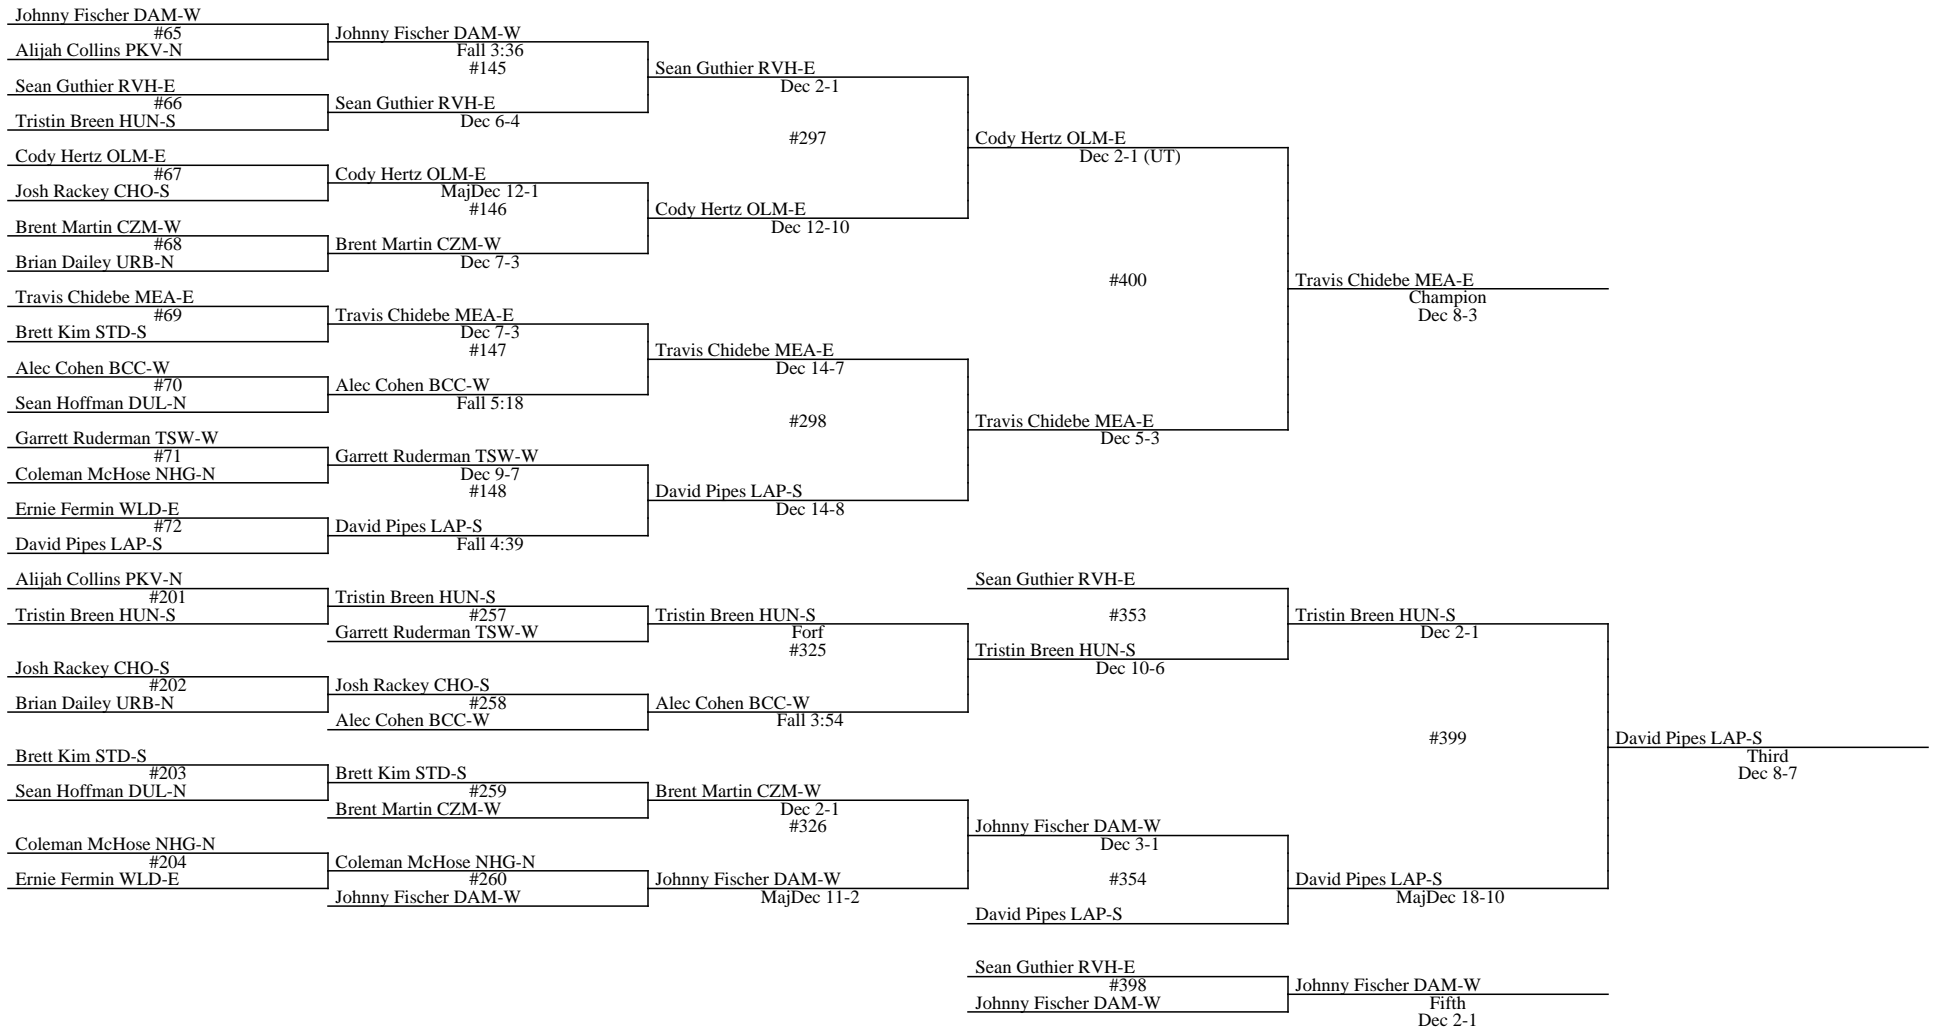 Johnny Fischer DAM-W
#65
Alijah Collins PKV-N
Sean Guthier RVH-E
#66
Tristin Breen HUN-S
Cody Hertz OLM-E
#67
Josh Rackey CHO-S
Brent Martin CZM-W
#68
Brian Dailey URB-N
Travis Chidebe MEA-E
#69
Brett Kim STD-S
Alec Cohen BCC-W
#70
Sean Hoffman DUL-N
Garrett Ruderman TSW-W
#71
Coleman McHose NHG-N
Ernie Fermin WLD-E
#72
David Pipes LAP-S
Johnny Fischer DAM-W
Fall 3:36
#145
Sean Guthier RVH-E
Dec 6-4
Cody Hertz OLM-E
MajDec 12-1
#146
Brent Martin CZM-W
Dec 7-3
Travis Chidebe MEA-E
Dec 7-3
#147
Alec Cohen BCC-W
Fall 5:18
Garrett Ruderman TSW-W
Dec 9-7
#148
David Pipes LAP-S
Fall 4:39
Sean Guthier RVH-E
Dec 2-1
#297
Cody Hertz OLM-E
Dec 12-10
Travis Chidebe MEA-E
Dec 14-7
#298
David Pipes LAP-S
Dec 14-8
Cody Hertz OLM-E
Dec 2-1 (UT)
#400
Travis Chidebe MEA-E
Dec 5-3
Travis Chidebe MEA-E
Champion
Dec 8-3
Alijah Collins PKV-N
#201
Tristin Breen HUN-S
Josh Rackey CHO-S
#202
Brian Dailey URB-N
Brett Kim STD-S
#203
Sean Hoffman DUL-N
Coleman McHose NHG-N
#204
Ernie Fermin WLD-E
Tristin Breen HUN-S
#257
Garrett Ruderman TSW-W
Josh Rackey CHO-S
#258
Alec Cohen BCC-W
Brett Kim STD-S
#259
Brent Martin CZM-W
Coleman McHose NHG-N
#260
Johnny Fischer DAM-W
Tristin Breen HUN-S
Forf
#325
Alec Cohen BCC-W
Fall 3:54
Brent Martin CZM-W
Dec 2-1
#326
Johnny Fischer DAM-W
MajDec 11-2
Sean Guthier RVH-E
#353
Tristin Breen HUN-S
Dec 10-6
Johnny Fischer DAM-W
Dec 3-1
#354
David Pipes LAP-S
Tristin Breen HUN-S
Dec 2-1
#399
David Pipes LAP-S
MajDec 18-10
David Pipes LAP-S
Third
Dec 8-7
Sean Guthier RVH-E
#398
Johnny Fischer DAM-W
Johnny Fischer DAM-W
Fifth
Dec 2-1